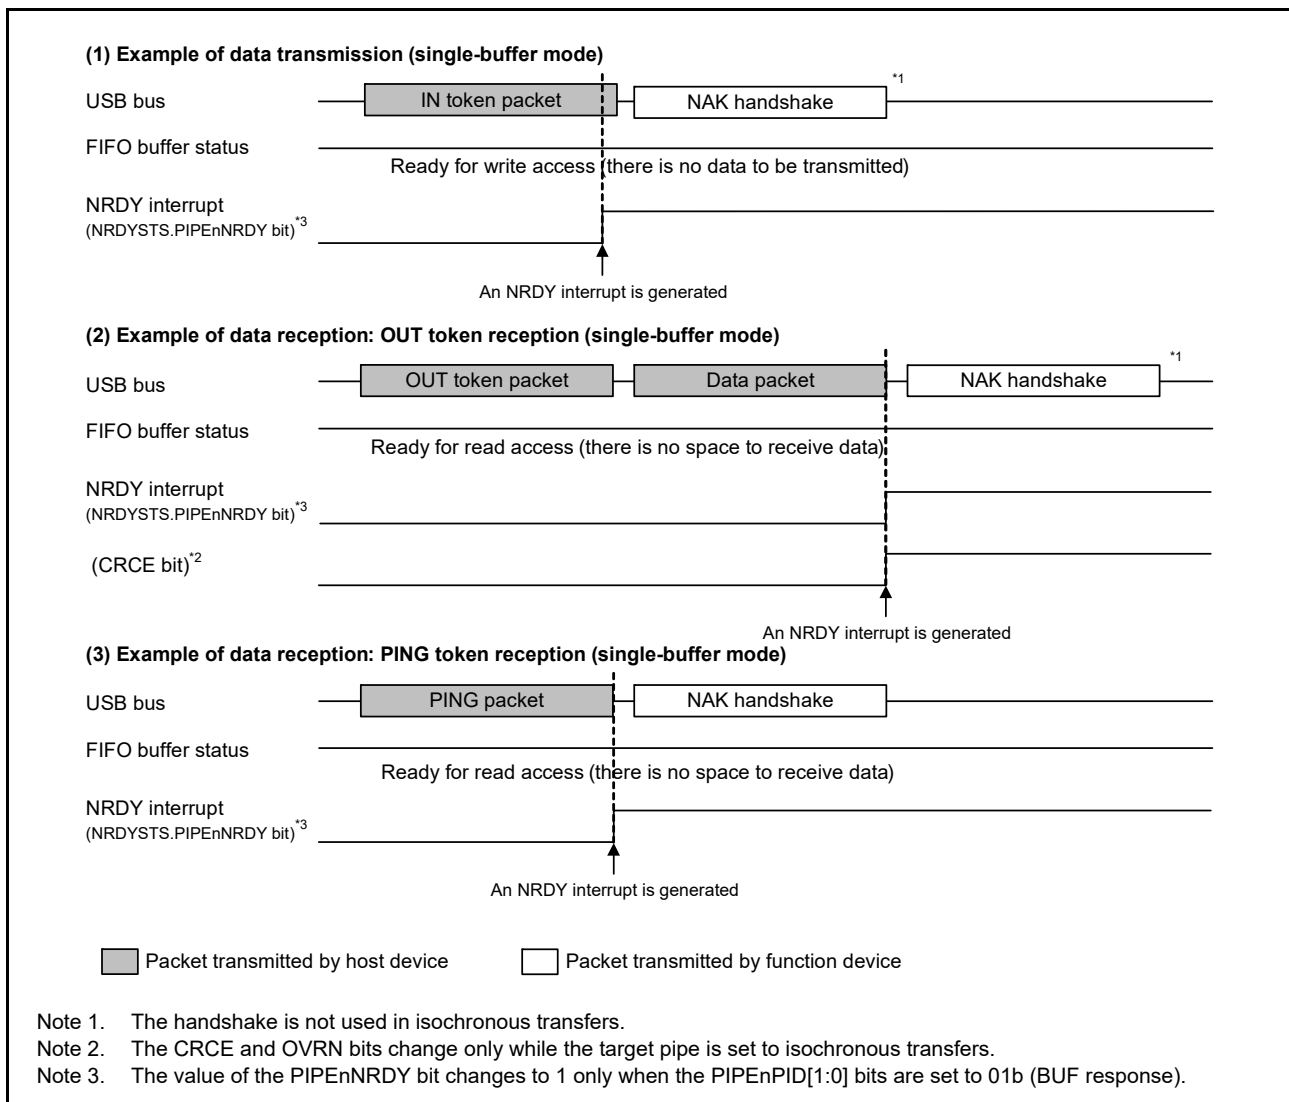 (1) Example of data transmission (single-buffer mode)
USB bus
IN token packet
NAK handshake
*1
FIFO buffer status
Ready for write access (there is no data to be transmitted)
NRDY interrupt
(NRDYSTS.PIPEnNRDY bit)*3
An NRDY interrupt is generated
(2) Example of data reception: OUT token reception (single-buffer mode)
USB bus
OUT token packet
Data packet
NAK handshake
*1
FIFO buffer status
Ready for read access (there is no space to receive data)
NRDY interrupt
(NRDYSTS.PIPEnNRDY bit)*3
(CRCE bit)*2
An NRDY interrupt is generated
(3) Example of data reception: PING token reception (single-buffer mode)
USB bus
PING packet
NAK handshake
FIFO buffer status
Ready for read access (there is no space to receive data)
NRDY interrupt
(NRDYSTS.PIPEnNRDY bit)*3
An NRDY interrupt is generated
Packet transmitted by host device
Packet transmitted by function device
Note 1. The handshake is not used in isochronous transfers.
Note 2. The CRCE and OVRN bits change only while the target pipe is set to isochronous transfers.
Note 3. The value of the PIPEnNRDY bit changes to 1 only when the PIPEnPID[1:0] bits are set to 01b (BUF response).